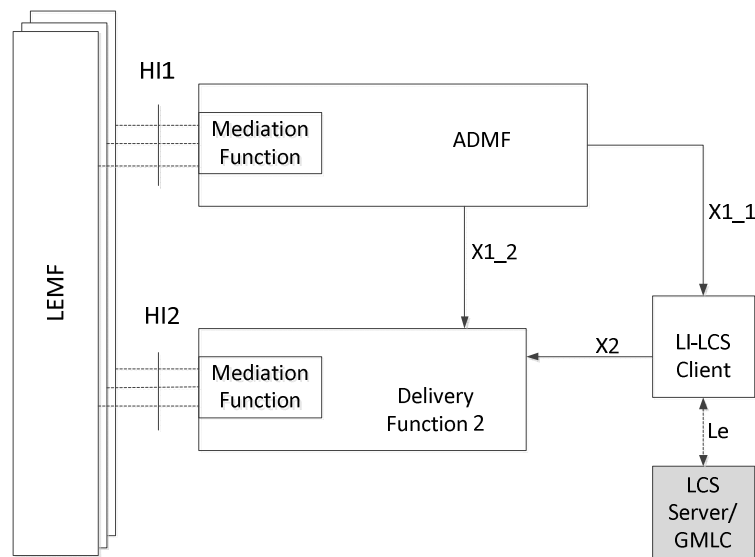 HI1
Mediation
Function
ADMF
X1_1
X1_2
LEMF
HI2
Mediation
Function
Delivery
Function 2
X2
LI-LCS
Client
Le
LCS
Server/
GMLC